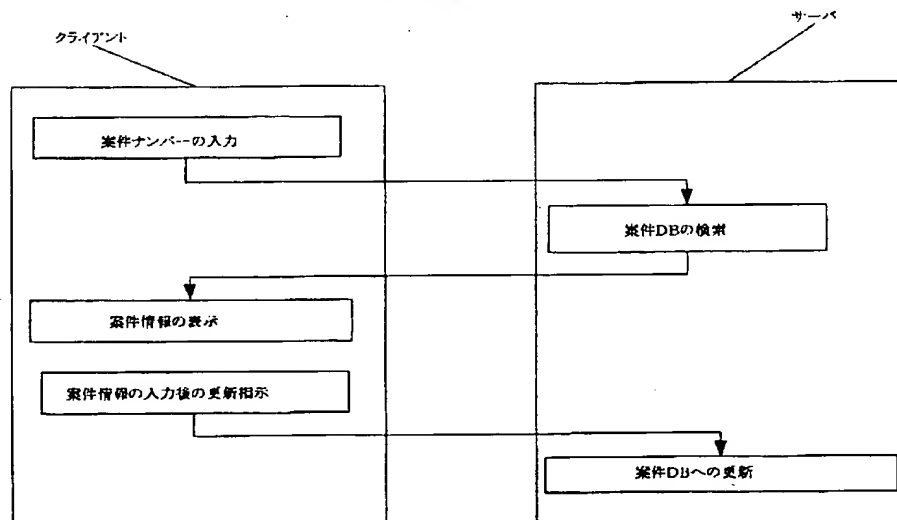 クライアント
サーバ
案件ナンバーの入力
案件DBの検索
案件情報の表示
案件情報の入力後の更新指示
案件DBへの更新